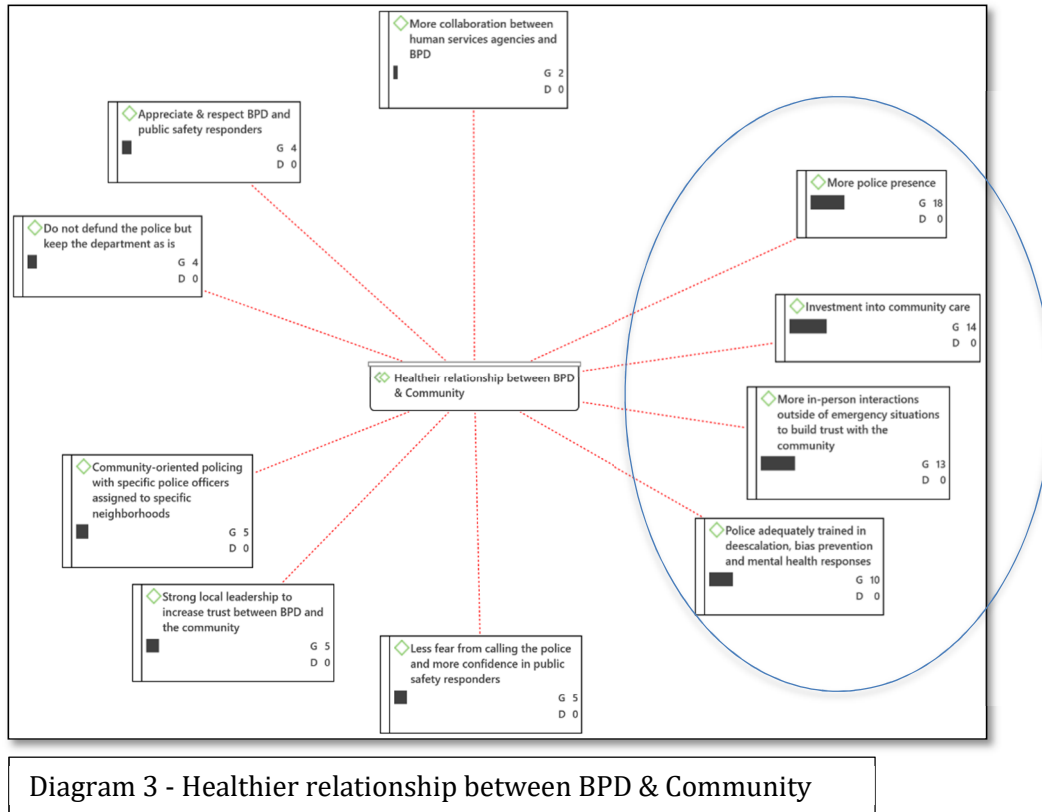 More collaboration between
human services agencies and
BPD
G 2
D 0
Appreciate & respect BPD and
public safety responders
G 4
D 0
More police presence
G 18
D 0
Do not defund the police but
keep the department as is
G 4
D 0
Investment into community care
G 14
D 0
Healtheir relationship between BPD
& Community
More in-person interactions
outside of emergency situations
to build trust with the
community
G 13
D 0
Community-oriented policing
with specific police officers
assigned to specific
neighborhoods
G 5
D 0
Police adequately trained in
deescalation, bias prevention
and mental health responses
G 10
D 0
Strong local leadership to
increase trust between BPD and
the community
G 5
D 0
Less fear from calling the police
and more confidence in public
safety responders
G 5
D 0
Diagram 3 - Healthier relationship between BPD & Community